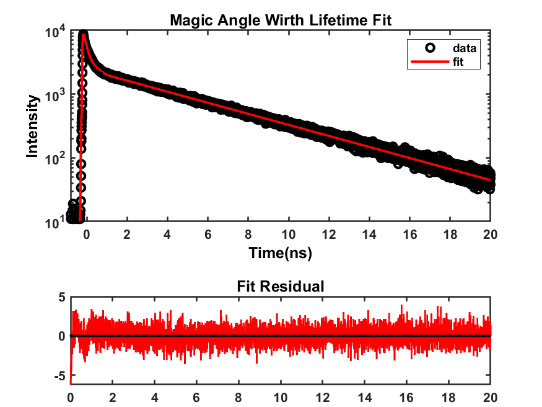 Magic Angle Wirth Lifetime Fit
10^4
10^3
10^2
10^1
Intensity
data
fit
0 2 4 6 8 10 12 14 16 18 20
Time(ns)
Fit Residual
5
0
-5
0 2 4 6 8 10 12 14 16 18 20